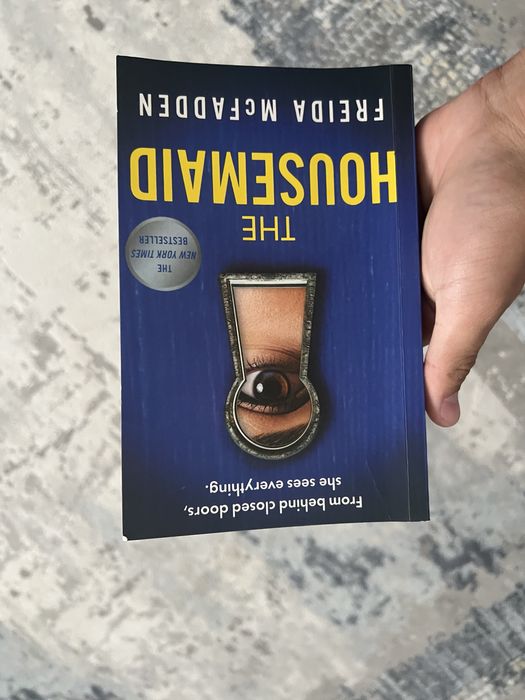 From behind closed doors,
she sees everything.
THE
HOUSEMAID
THE
NEW YORK TIMES
BESTSELLER
FREIDA McFADDEN